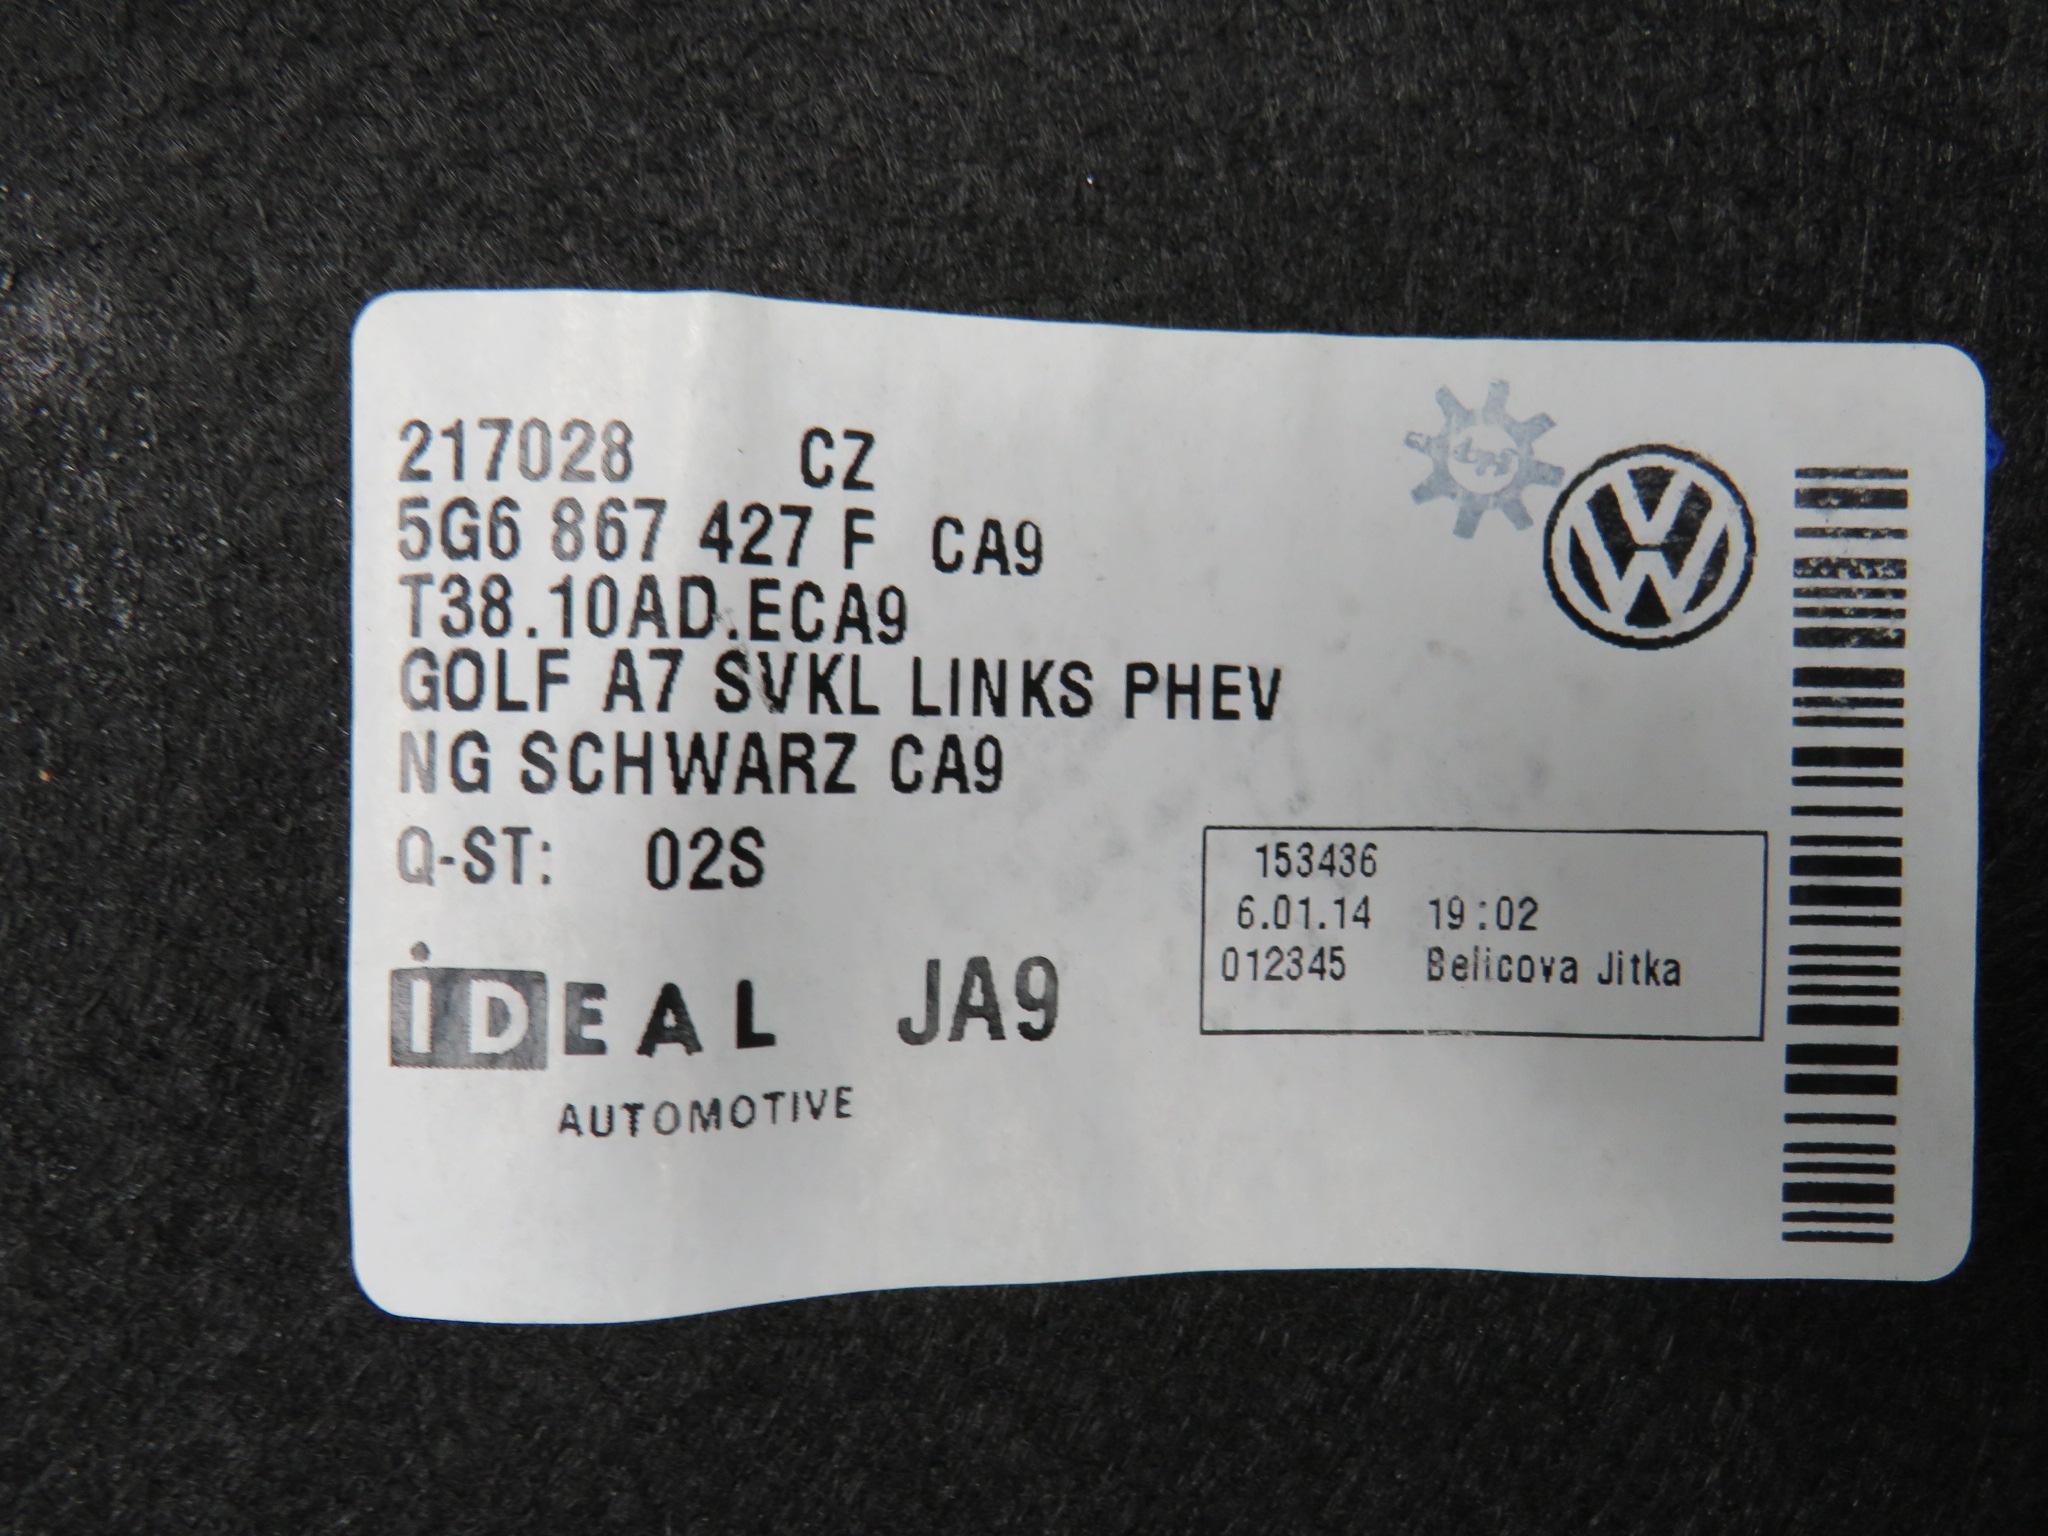 217028 CZ
5G6 867 427 F CA9
T38.10AD.ECA9
GOLF A7 SVKL LINKS PHEV
NG SCHWARZ CA9
Q-ST: 02S
153436
6.01.14 19:02
012345 Belicova Jitka
iDEAL JA9
AUTOMOTIVE